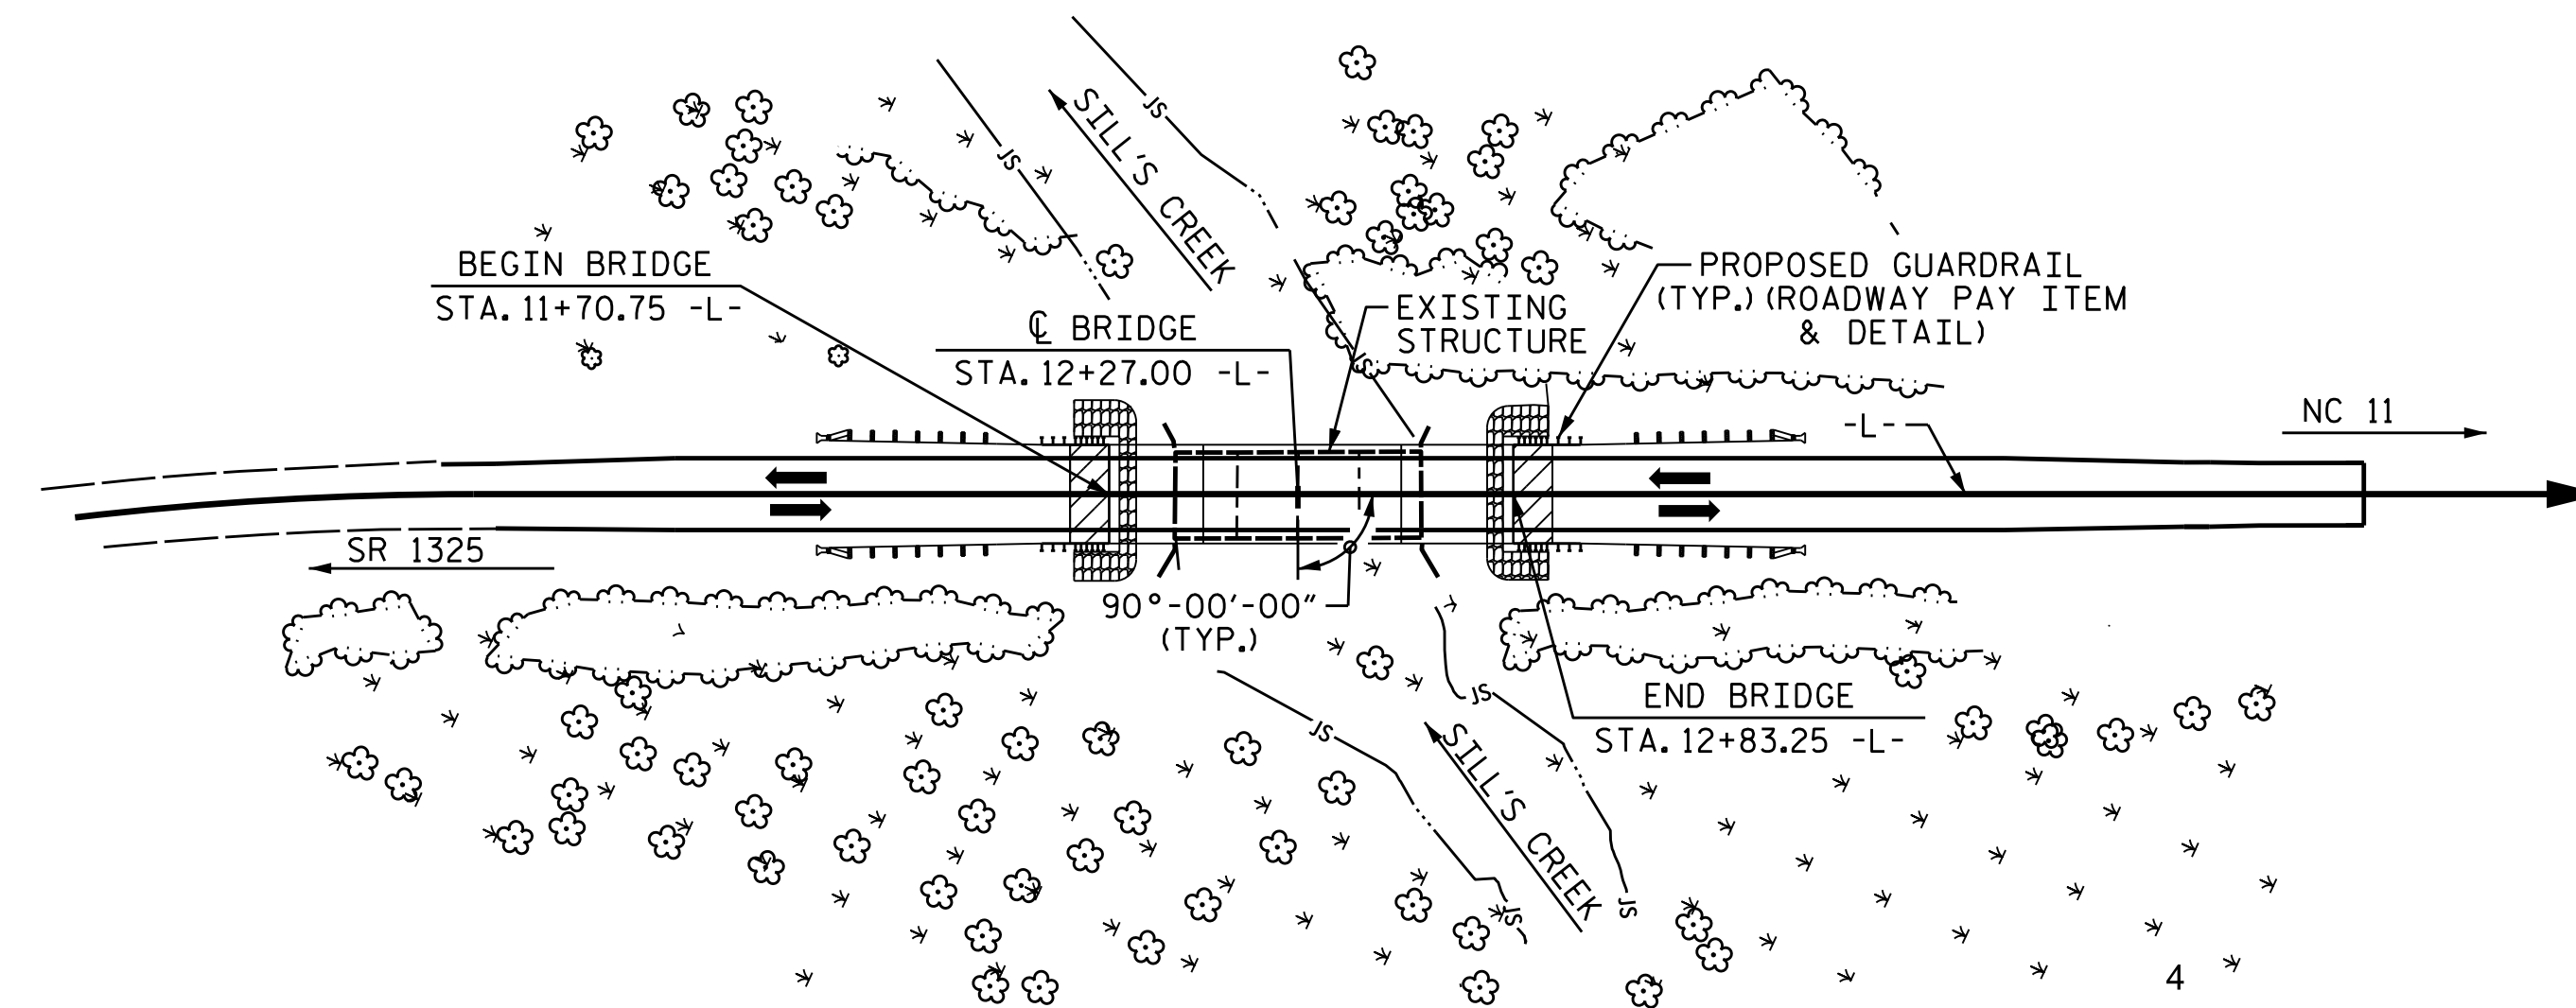 SILL'S CREEK
JS
JS
BEGIN BRIDGE
STA. 11+70.75 -L-
℄ BRIDGE
STA. 12+27.00 -L-
EXISTING
STRUCTURE
PROPOSED GUARDRAIL
(TYP.) (ROADWAY PAY ITEM
& DETAIL)
JS
-L-
NC 11
SR 1325
90°-00'-00"
(TYP.)
END BRIDGE
STA. 12+83.25 -L-
JS
JS
SILL'S CREEK
JS
JS
4